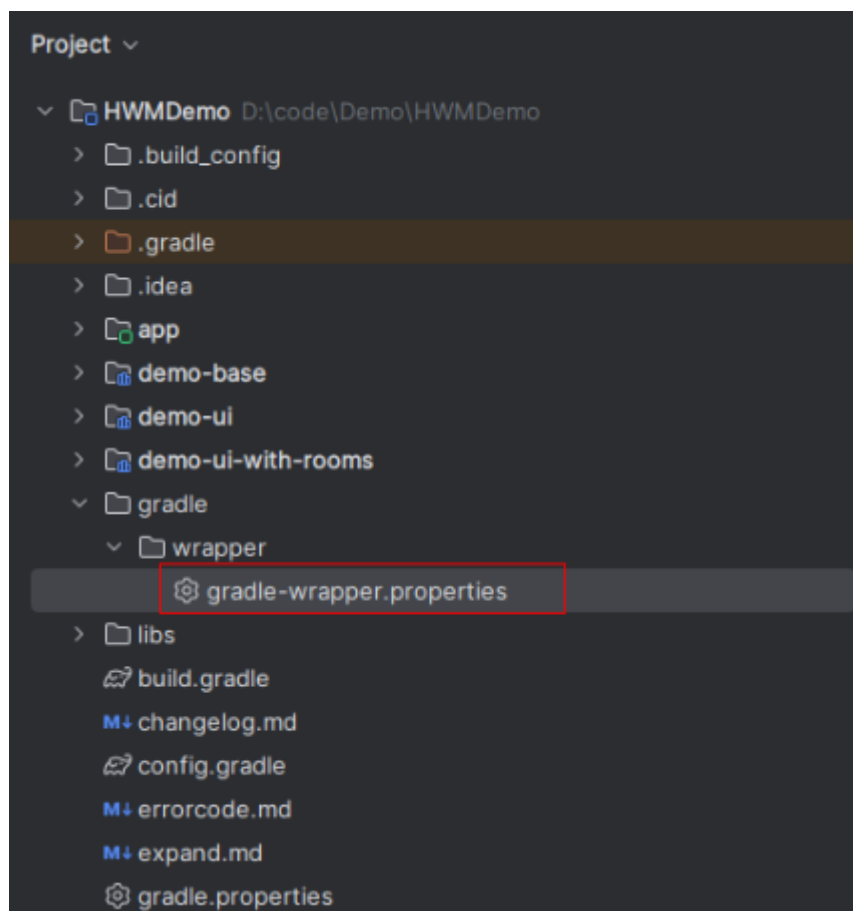 Project
HWMDemo D:\code\Demo\HWMDemo
.build_config
.cid
.gradle
.idea
app
demo-base
demo-ui
demo-ui-with-rooms
gradle
wrapper
gradle-wrapper.properties
libs
build.gradle
M↓ changelog.md
config.gradle
M↓ errorcode.md
M↓ expand.md
gradle.properties